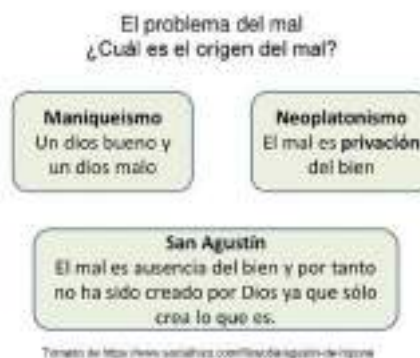 El problema del mal
¿Cuál es el origen del mal?
Maniqueismo
Un dios bueno y
un dios malo
Neoplatonismo
El mal es privación
del bien
San Agustín
El mal es ausencia del bien y por tanto
no ha sido creado por Dios ya que sólo
crea lo que es.